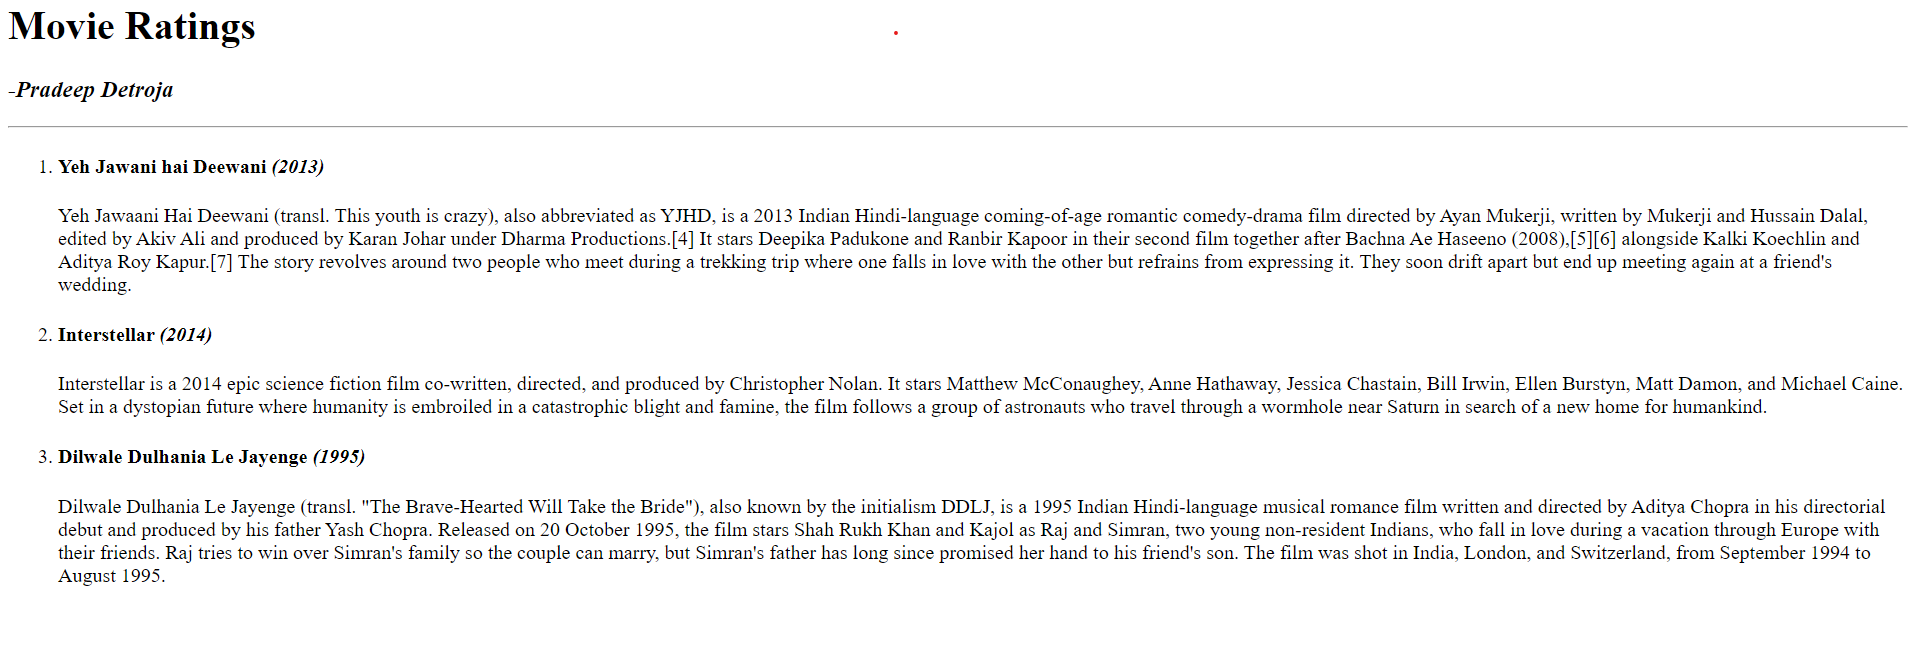 Movie Ratings
-Pradeep Detroja
1. Yeh Jawani hai Deewani (2013)
Yeh Jawaani Hai Deewani (transl. This youth is crazy), also abbreviated as YJHD, is a 2013 Indian Hindi-language coming-of-age romantic comedy-drama film directed by Ayan Mukerji, written by Mukerji and Hussain Dalal,
edited by Akiv Ali and produced by Karan Johar under Dharma Productions.[4] It stars Deepika Padukone and Ranbir Kapoor in their second film together after Bachna Ae Haseeno (2008),[5][6] alongside Kalki Koechlin and
Aditya Roy Kapur.[7] The story revolves around two people who meet during a trekking trip where one falls in love with the other but refrains from expressing it. They soon drift apart but end up meeting again at a friend's
wedding.
2. Interstellar (2014)
Interstellar is a 2014 epic science fiction film co-written, directed, and produced by Christopher Nolan. It stars Matthew McConaughey, Anne Hathaway, Jessica Chastain, Bill Irwin, Ellen Burstyn, Matt Damon, and Michael Caine.
Set in a dystopian future where humanity is embroiled in a catastrophic blight and famine, the film follows a group of astronauts who travel through a wormhole near Saturn in search of a new home for humankind.
3. Dilwale Dulhania Le Jayenge (1995)
Dilwale Dulhania Le Jayenge (transl. "The Brave-Hearted Will Take the Bride"), also known by the initialism DDLJ, is a 1995 Indian Hindi-language musical romance film written and directed by Aditya Chopra in his directorial
debut and produced by his father Yash Chopra. Released on 20 October 1995, the film stars Shah Rukh Khan and Kajol as Raj and Simran, two young non-resident Indians, who fall in love during a vacation through Europe with
their friends. Raj tries to win over Simran's family so the couple can marry, but Simran's father has long since promised her hand to his friend's son. The film was shot in India, London, and Switzerland, from September 1994 to
August 1995.